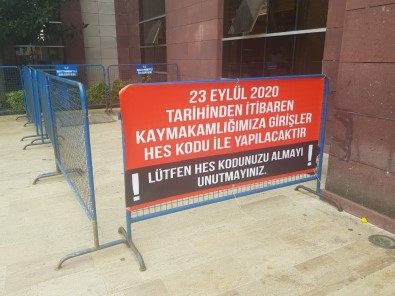 23 EYLÜL 2020
TARİHİNDEN İTİBAREN
KAYMAKAMLIĞIMIZA GİRİŞLER
HES KODU İLE YAPILACAKTIR
! LÜTFEN HES KODUNUZU ALMAYI !
UNUTMAYINIZ.